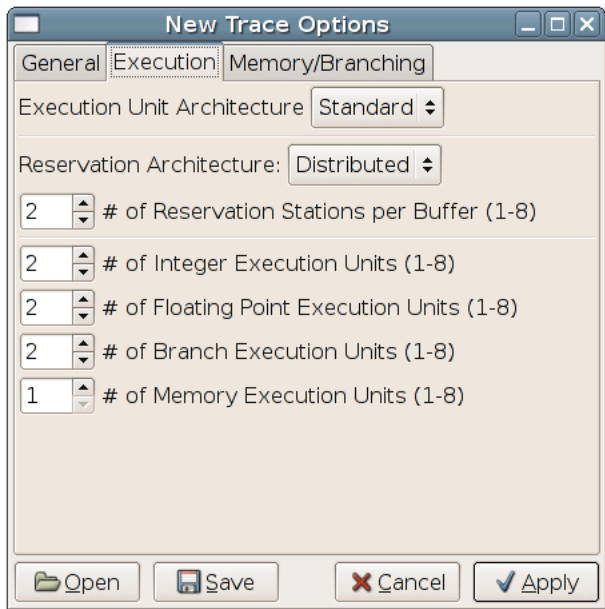 New Trace Options
General Execution Memory/Branching
Execution Unit Architecture Standard
Reservation Architecture: Distributed
2 # of Reservation Stations per Buffer (1-8)
2 # of Integer Execution Units (1-8)
2 # of Floating Point Execution Units (1-8)
2 # of Branch Execution Units (1-8)
1 # of Memory Execution Units (1-8)
Open Save Cancel Apply